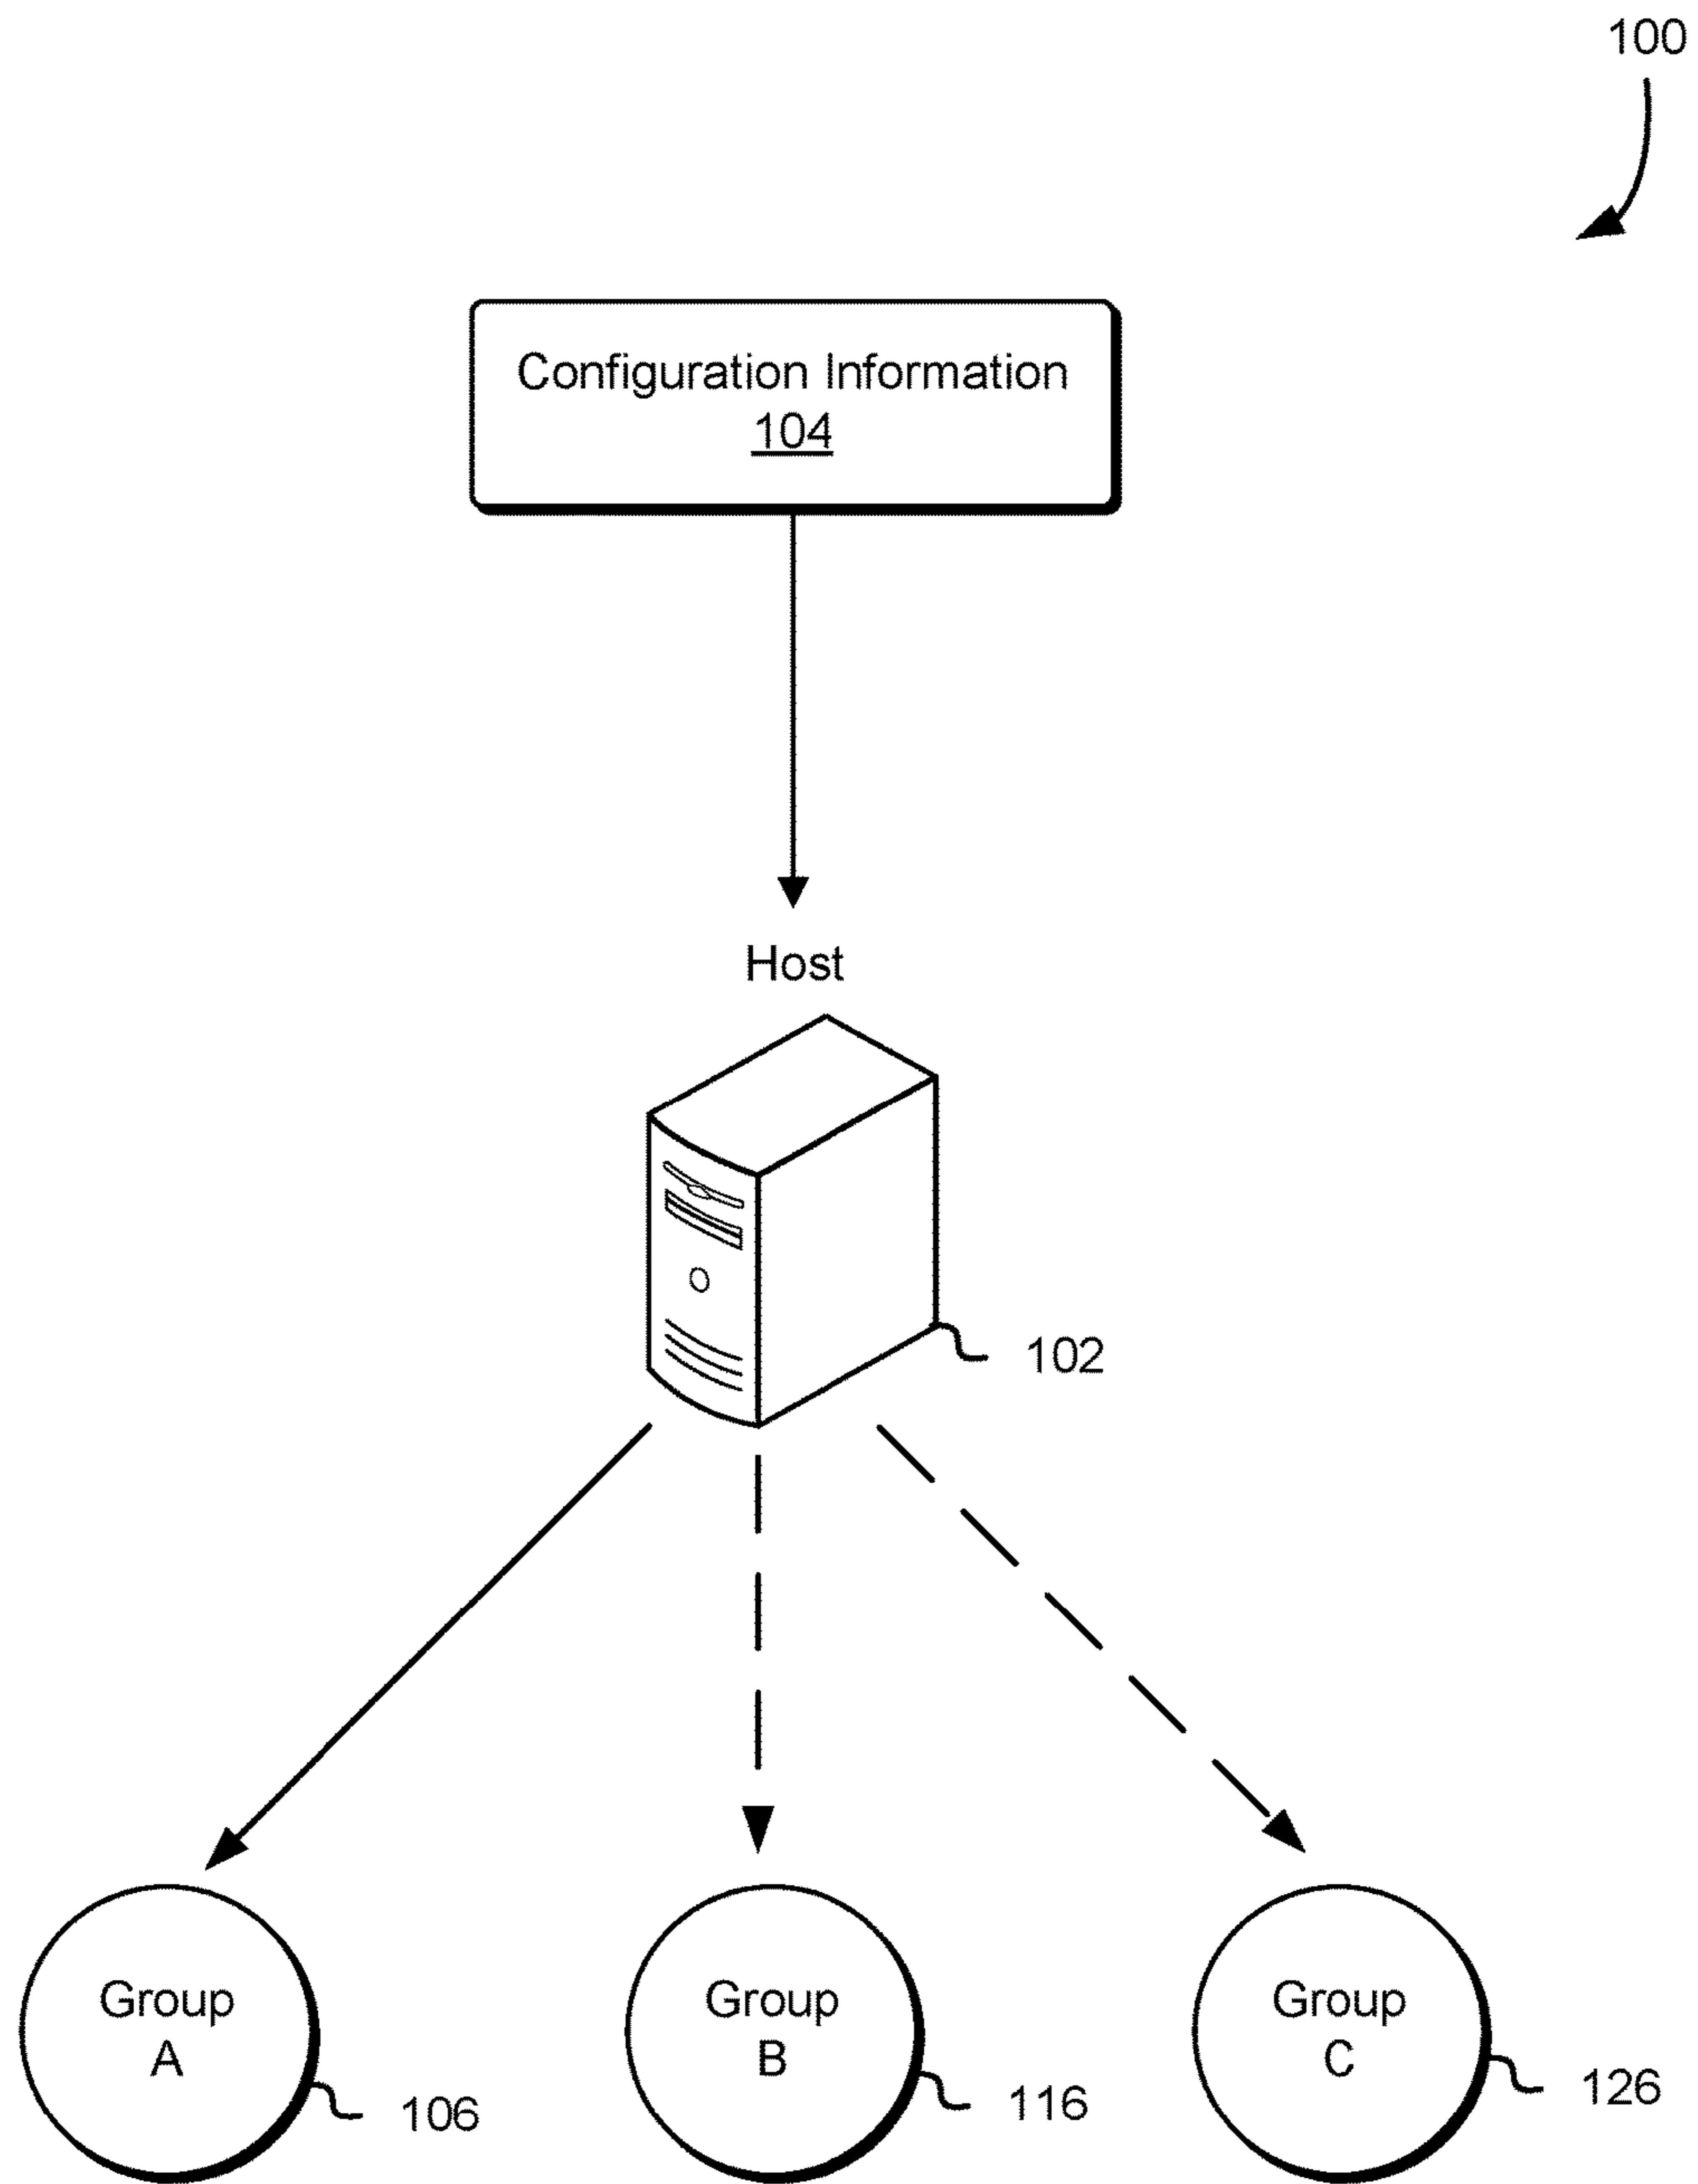 100
Configuration Information
104
Host
102
Group
A
106
Group
B
116
Group
C
126